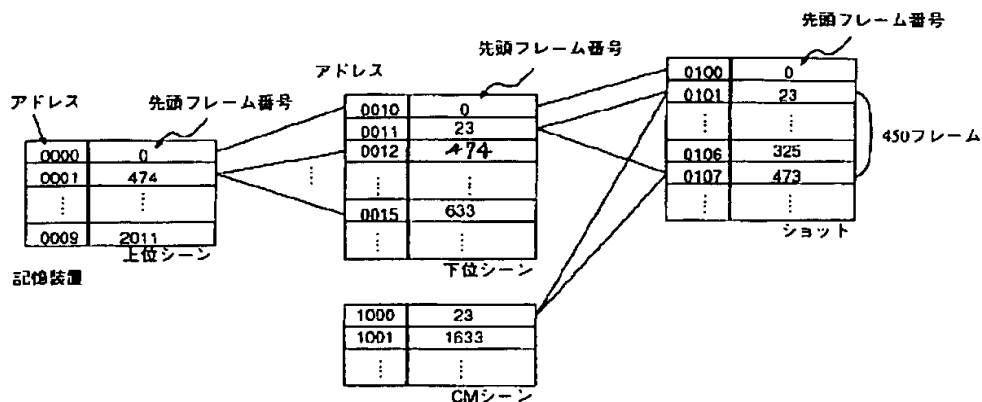 アドレス
先頭フレーム番号
0000 0
0001 474
⋮ ⋮
0009 2011
上位シーン
記憶装置
アドレス
先頭フレーム番号
0010 0
0011 23
0012 474
⋮ ⋮
0015 633
⋮ ⋮
下位シーン
1000 23
1001 1633
⋮ ⋮
CMシーン
先頭フレーム番号
0100 0
0101 23
⋮ ⋮
0106 325
0107 473
⋮ ⋮
ショット
450フレーム